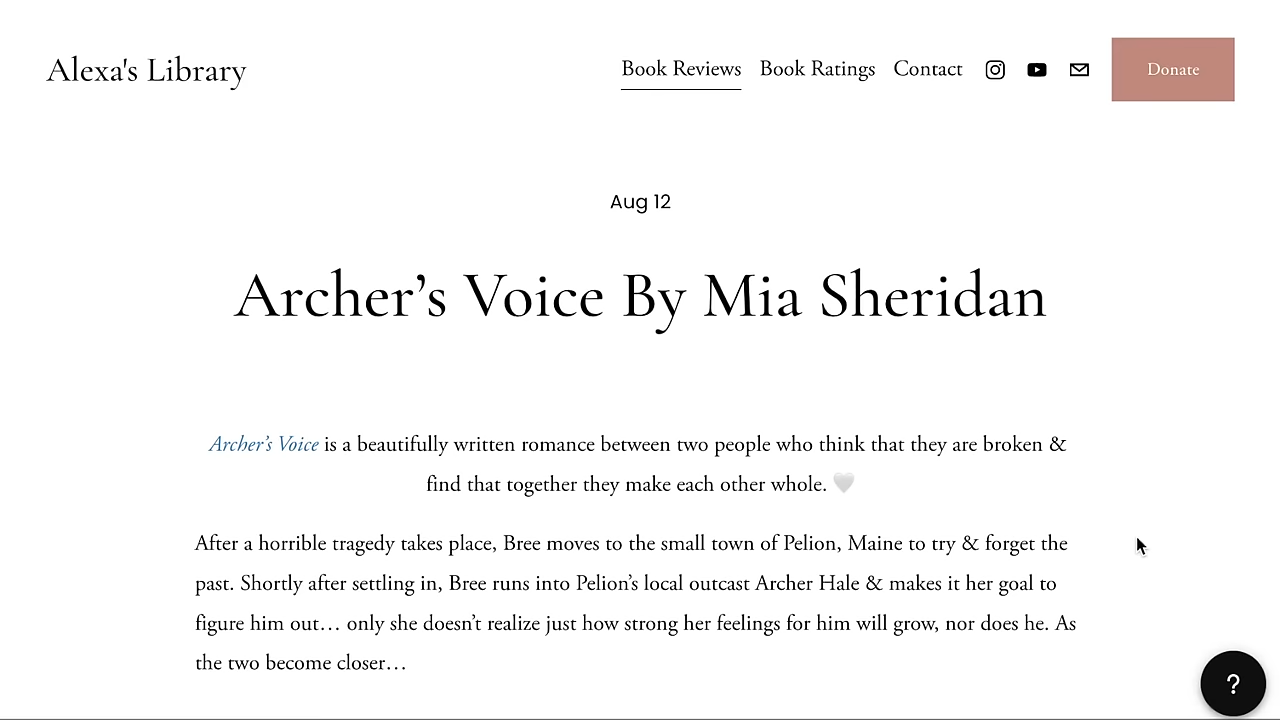 Alexa's Library
Book Reviews Book Ratings Contact Donate
Aug 12
Archer’s Voice By Mia Sheridan
Archer’s Voice is a beautifully written romance between two people who think that they are broken &
find that together they make each other whole. 🤍
After a horrible tragedy takes place, Bree moves to the small town of Pelion, Maine to try & forget the
past. Shortly after settling in, Bree runs into Pelion’s local outcast Archer Hale & makes it her goal to
figure him out… only she doesn’t realize just how strong her feelings for him will grow, nor does he. As
the two become closer…
?